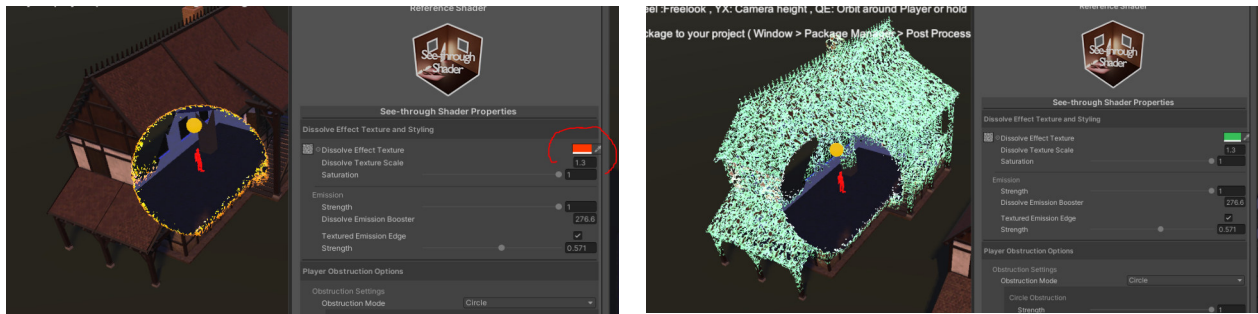 Reference Shader
See-through
Shader
See-through Shader Properties
Dissolve Effect Texture and Styling
Dissolve Effect Texture
Dissolve Texture Scale 1.3
Saturation 1
Emission
Strength 1
Dissolve Emission Booster 276.6
Textured Emission Edge
Strength 0.571
Player Obstruction Options
Obstruction Settings
Obstruction Mode Circle
:Freelook , YX: Camera height , QE: Orbit around Player or hold
package to your project ( Window > Package Manager > Post Process
Reference Shader
See-through
Shader
See-through Shader Properties
Dissolve Effect Texture and Styling
Dissolve Effect Texture
Dissolve Texture Scale 1.3
Saturation 1
Emission
Strength 1
Dissolve Emission Booster 276.6
Textured Emission Edge
Strength 0.571
Player Obstruction Options
Obstruction Settings
Obstruction Mode Circle
Circle Obstruction
Strength 1